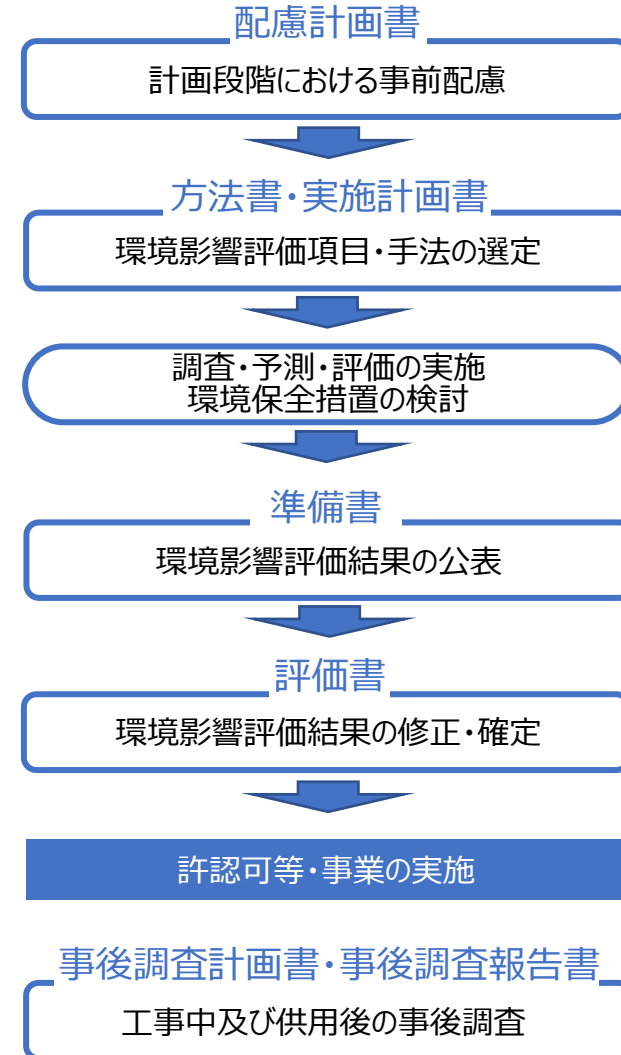 配慮計画書
計画段階における事前配慮
方法書・実施計画書
環境影響評価項目・手法の選定
調査・予測・評価の実施
環境保全措置の検討
準備書
環境影響評価結果の公表
評価書
環境影響評価結果の修正・確定
許認可等・事業の実施
事後調査計画書・事後調査報告書
工事中及び供用後の事後調査